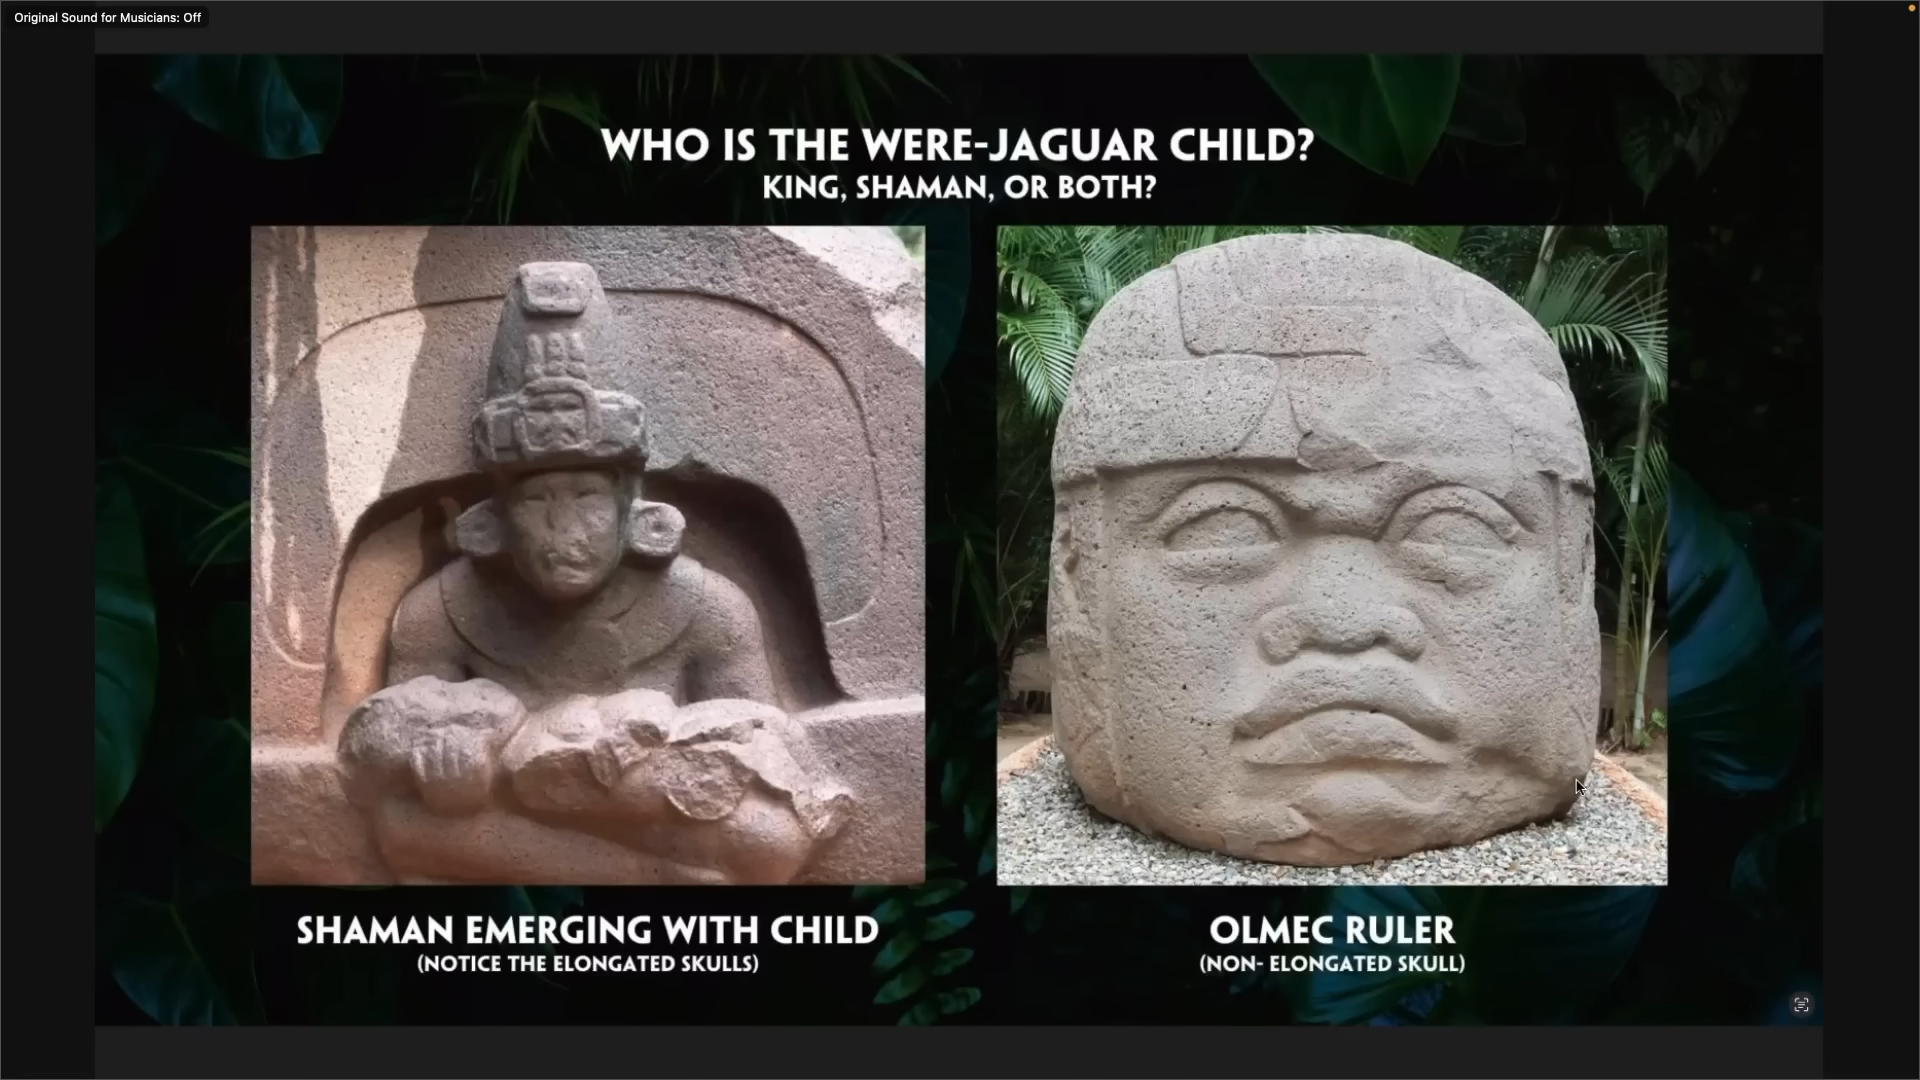 Original Sound for Musicians: Off
WHO IS THE WERE-JAGUAR CHILD?
KING, SHAMAN, OR BOTH?
SHAMAN EMERGING WITH CHILD
(NOTICE THE ELONGATED SKULLS)
OLMEC RULER
(NON- ELONGATED SKULL)